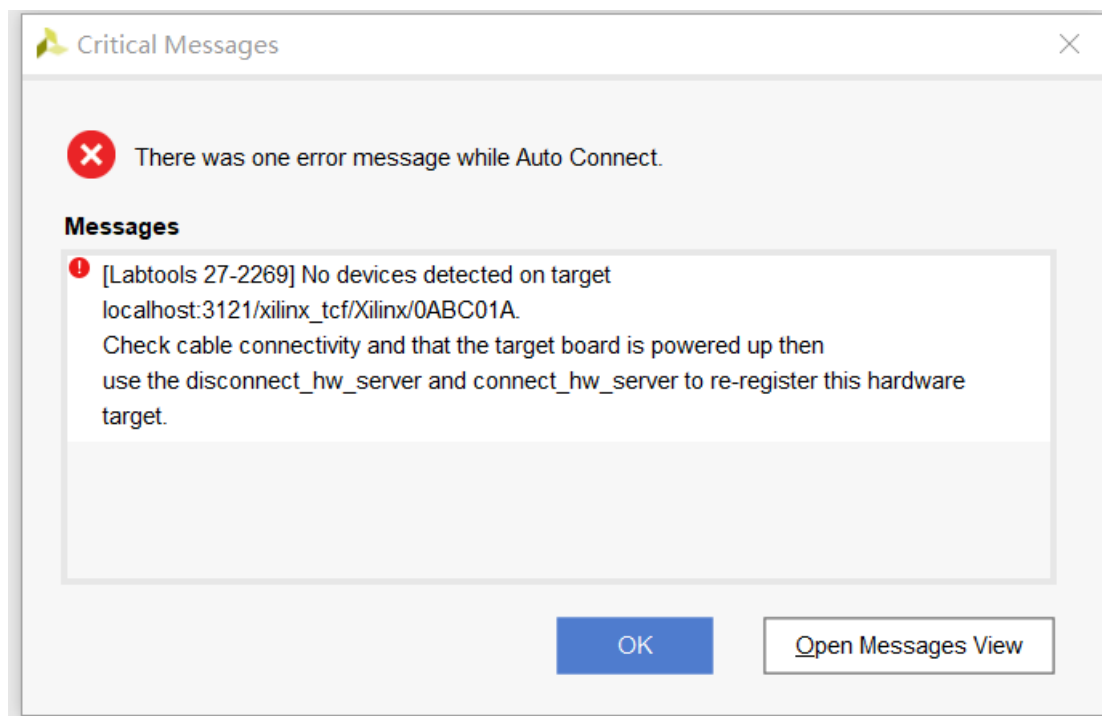 Critical Messages
There was one error message while Auto Connect.
Messages
[Labtools 27-2269] No devices detected on target
localhost:3121/xilinx_tcf/Xilinx/0ABC01A.
Check cable connectivity and that the target board is powered up then
use the disconnect_hw_server and connect_hw_server to re-register this hardware
target.
OK
Open Messages View